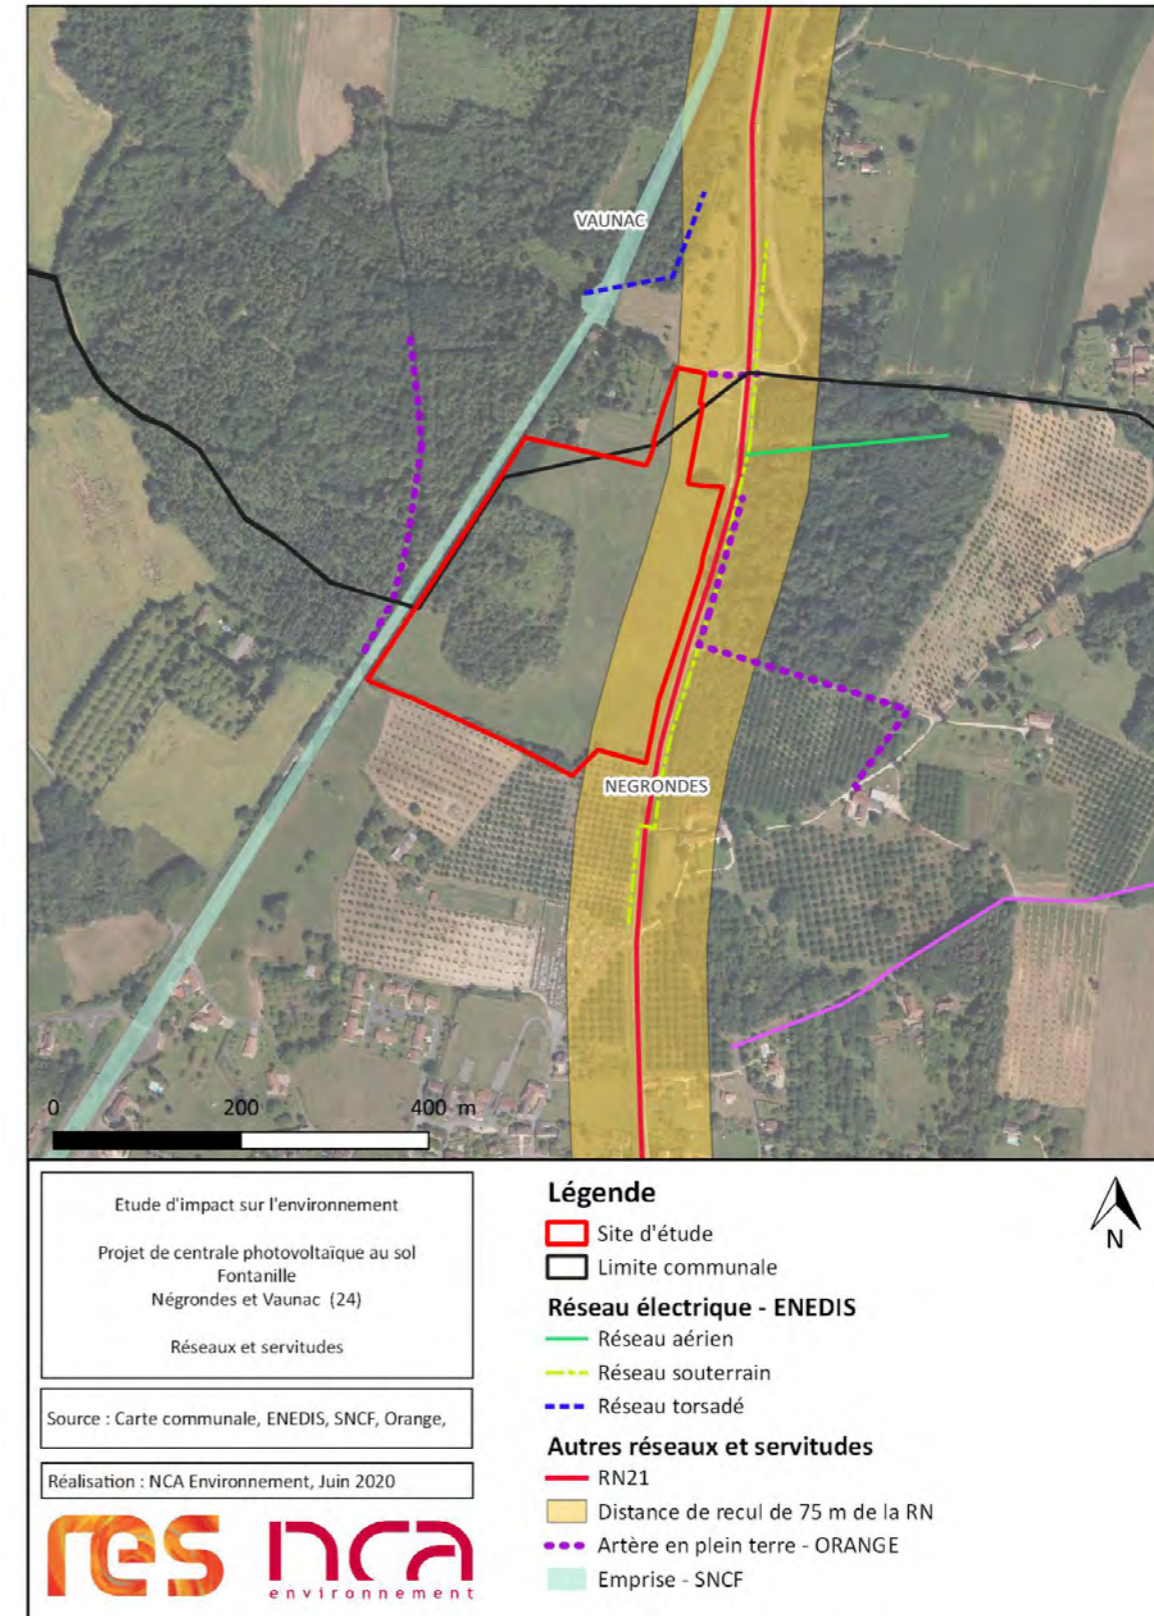 VAUNAC
NEGRONDES
0 200 400 m
Etude d'impact sur l'environnement
Projet de centrale photovoltaïque au sol
Fontanille
Négrondes et Vaunac (24)
Réseaux et servitudes
Source : Carte communale, ENEDIS, SNCF, Orange,
Réalisation : NCA Environnement, Juin 2020
res
nca
environnement
Légende
Site d'étude
Limite communale
Réseau électrique - ENEDIS
Réseau aérien
Réseau souterrain
Réseau torsadé
Autres réseaux et servitudes
RN21
Distance de recul de 75 m de la RN
Artère en plein terre - ORANGE
Emprise - SNCF
N